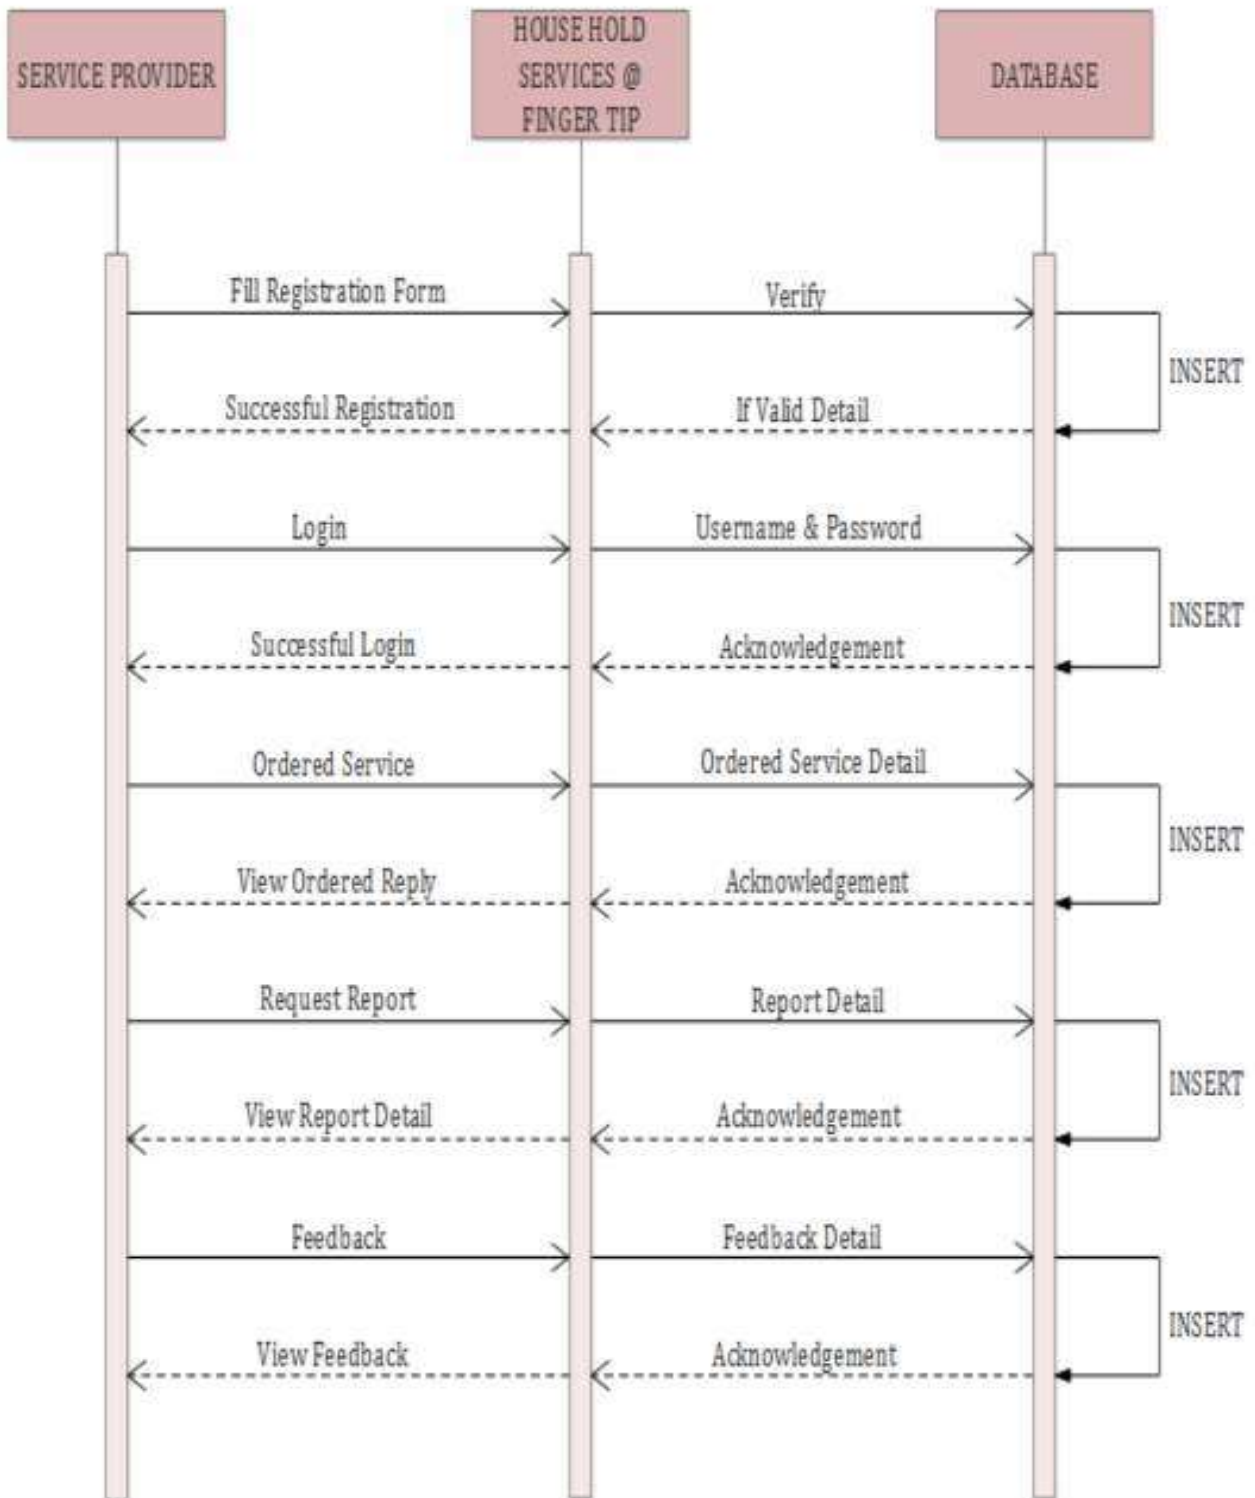 SERVICE PROVIDER
HOUSE HOLD
SERVICES @
FINGER TIP
DATABASE
Fill Registration Form
Verify
INSERT
Successful Registration
If Valid Detail
Login
Username & Password
INSERT
Successful Login
Acknowledgement
Ordered Service
Ordered Service Detail
INSERT
View Ordered Reply
Acknowledgement
Request Report
Report Detail
INSERT
View Report Detail
Acknowledgement
Feedback
Feedback Detail
INSERT
View Feedback
Acknowledgement